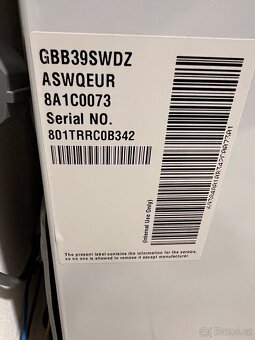 GBB39SWDZ
ASWQEUR
8A1C0073
Serial NO.
801TRRC0B342
(Internal Use Only)
The present label contains the information for the service,
so no one is allowed to remove it except manufacturer.